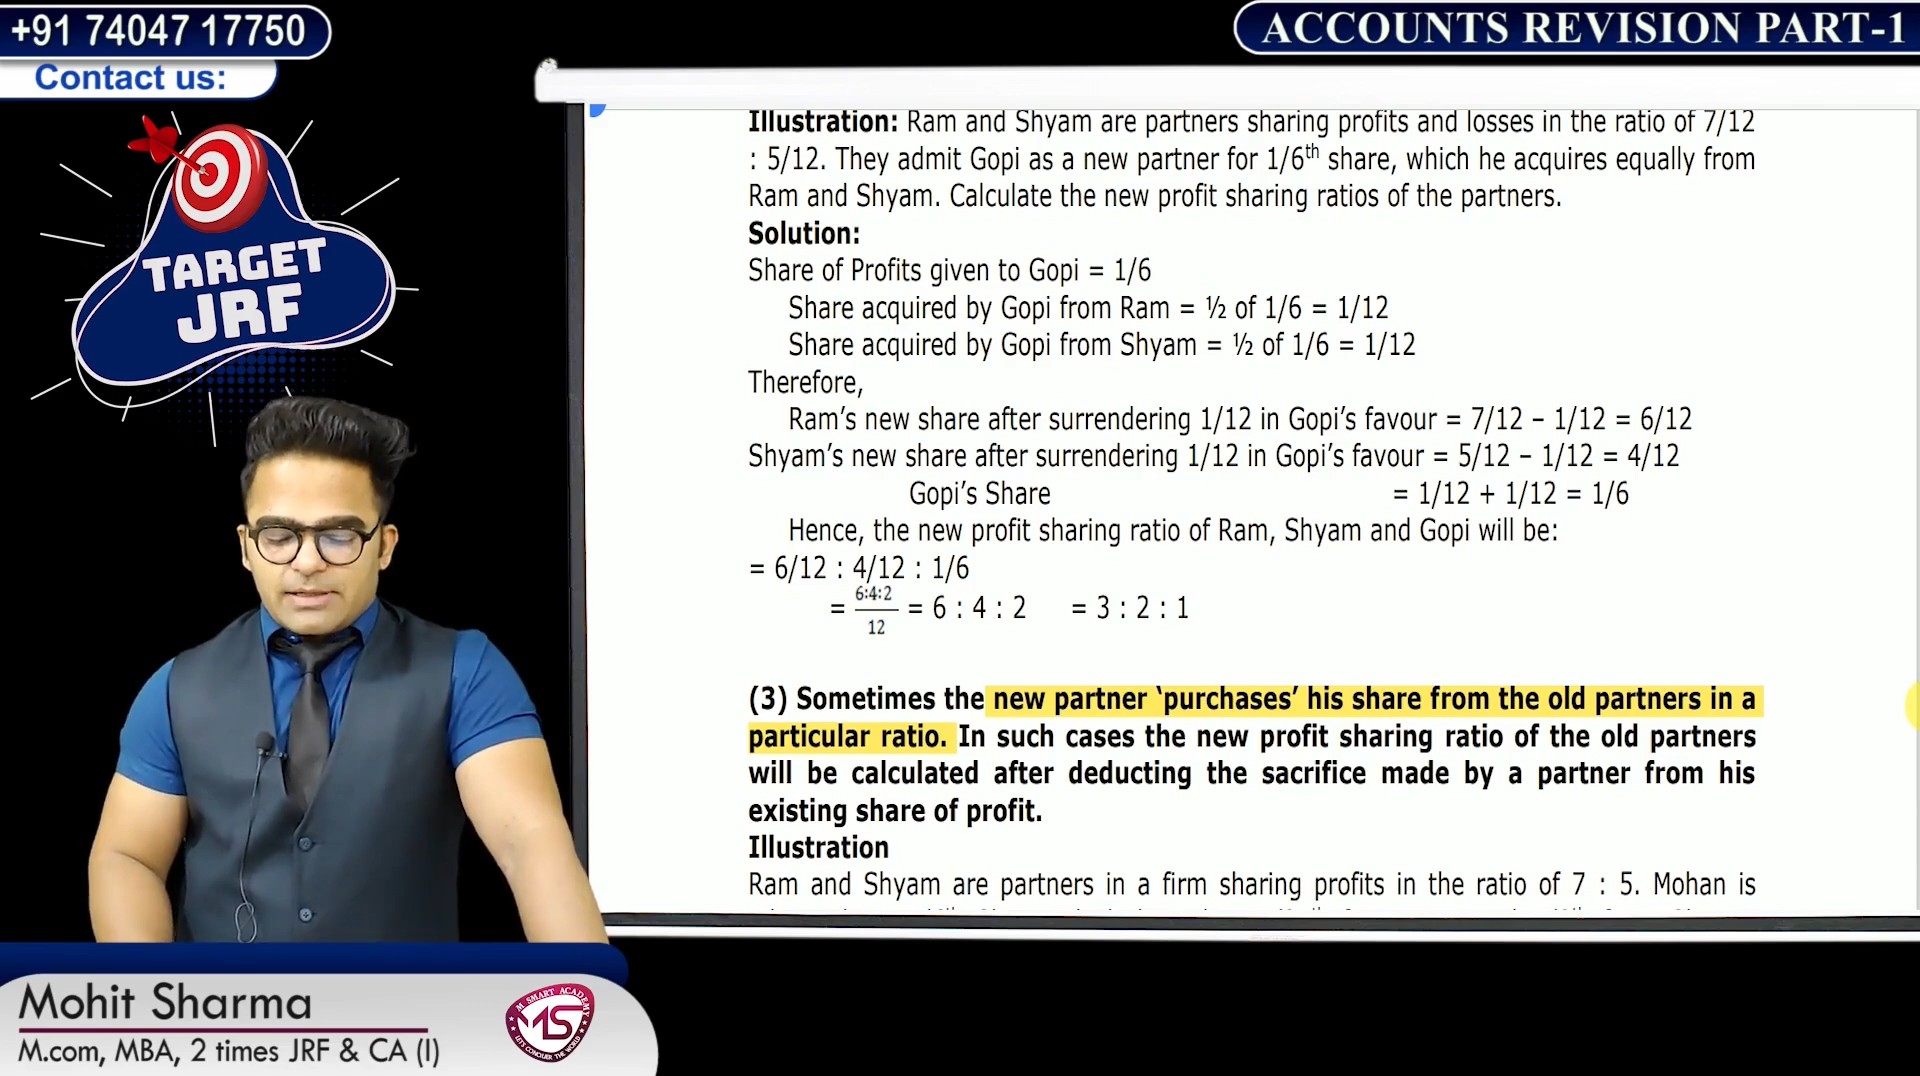 +91 74047 17750
Contact us:
ACCOUNTS REVISION PART-1
TARGET
JRF
Illustration: Ram and Shyam are partners sharing profits and losses in the ratio of 7/12
: 5/12. They admit Gopi as a new partner for 1/6th share, which he acquires equally from
Ram and Shyam. Calculate the new profit sharing ratios of the partners.
Solution:
Share of Profits given to Gopi = 1/6
Share acquired by Gopi from Ram = ½ of 1/6 = 1/12
Share acquired by Gopi from Shyam = ½ of 1/6 = 1/12
Therefore,
Ram’s new share after surrendering 1/12 in Gopi’s favour = 7/12 – 1/12 = 6/12
Shyam’s new share after surrendering 1/12 in Gopi’s favour = 5/12 – 1/12 = 4/12
Gopi’s Share = 1/12 + 1/12 = 1/6
Hence, the new profit sharing ratio of Ram, Shyam and Gopi will be:
= 6/12 : 4/12 : 1/6
= 6:4:2/12 = 6 : 4 : 2 = 3 : 2 : 1
(3) Sometimes the new partner ‘purchases’ his share from the old partners in a
particular ratio. In such cases the new profit sharing ratio of the old partners
will be calculated after deducting the sacrifice made by a partner from his
existing share of profit.
Illustration
Ram and Shyam are partners in a firm sharing profits in the ratio of 7 : 5. Mohan is
Mohit Sharma
M.com, MBA, 2 times JRF & CA (I)
M SMART ACADEMY
MS
LETS CONQUER THE WORLD